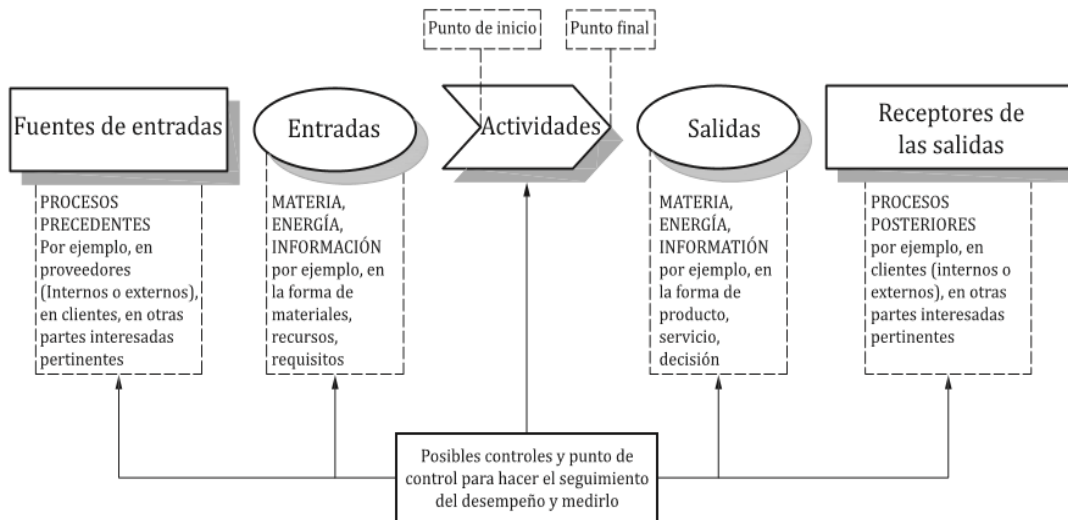 Punto de inicio
Punto final
Fuentes de entradas
Entradas
Actividades
Salidas
Receptores de
las salidas
PROCESOS
PRECEDENTES
Por ejemplo, en
proveedores
(Internos o externos),
en clientes, en otras
partes interesadas
pertinentes
MATERIA,
ENERGÍA,
INFORMACIÓN
por ejemplo, en
la forma de
materiales,
recursos,
requisitos
MATERIA,
ENERGÍA,
INFORMATIÓN
por ejemplo, en
la forma de
producto,
servicio,
decisión
PROCESOS
POSTERIORES
por ejemplo, en
clientes (internos o
externos), en otras
partes interesadas
pertinentes
Posibles controles y punto de
control para hacer el seguimiento
del desempeño y medirlo